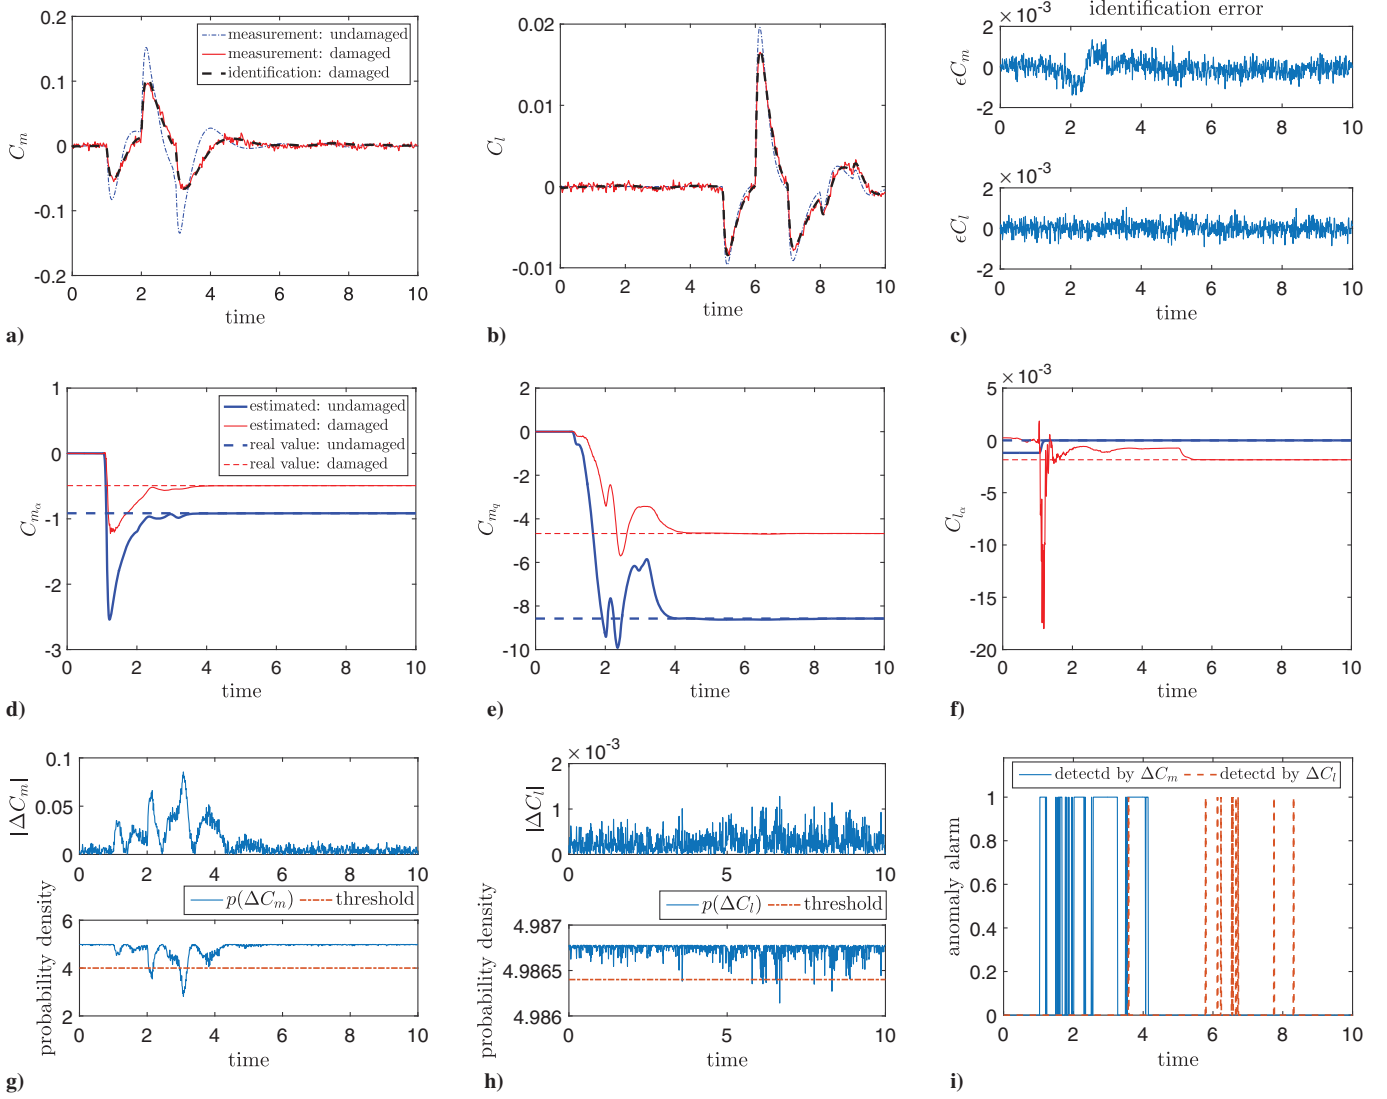 0.2
0.1
0
-0.1
-0.2
C_m
measurement: undamaged
measurement: damaged
identification: damaged
0 2 4 6 8 10
time
a)
0.02
0.01
0
-0.01
C_l
0 2 4 6 8 10
time
b)
×10⁻³
identification error
2
0
-2
ϵC_m
0 2 4 6 8 10
×10⁻³
2
0
-2
ϵC_l
0 2 4 6 8 10
time
c)
1
0
-1
-2
-3
C_{m_α}
estimated: undamaged
estimated: damaged
real value: undamaged
real value: damaged
0 2 4 6 8 10
time
d)
2
0
-2
-4
-6
-8
-10
C_{m_q}
0 2 4 6 8 10
time
e)
×10⁻³
5
0
-5
-10
-15
-20
C_{l_α}
0 2 4 6 8 10
time
f)
0.1
0.05
0
|ΔC_m|
0 2 4 6 8 10
p(ΔC_m) threshold
6
4
2
probability density
0 2 4 6 8 10
time
g)
×10⁻³
2
1
0
|ΔC_l|
0 5 10
p(ΔC_l) threshold
4.987
4.9865
4.986
probability density
0 5 10
time
h)
detectd by ΔC_m detectd by ΔC_l
1
0.8
0.6
0.4
0.2
0
anomaly alarm
0 2 4 6 8 10
time
i)